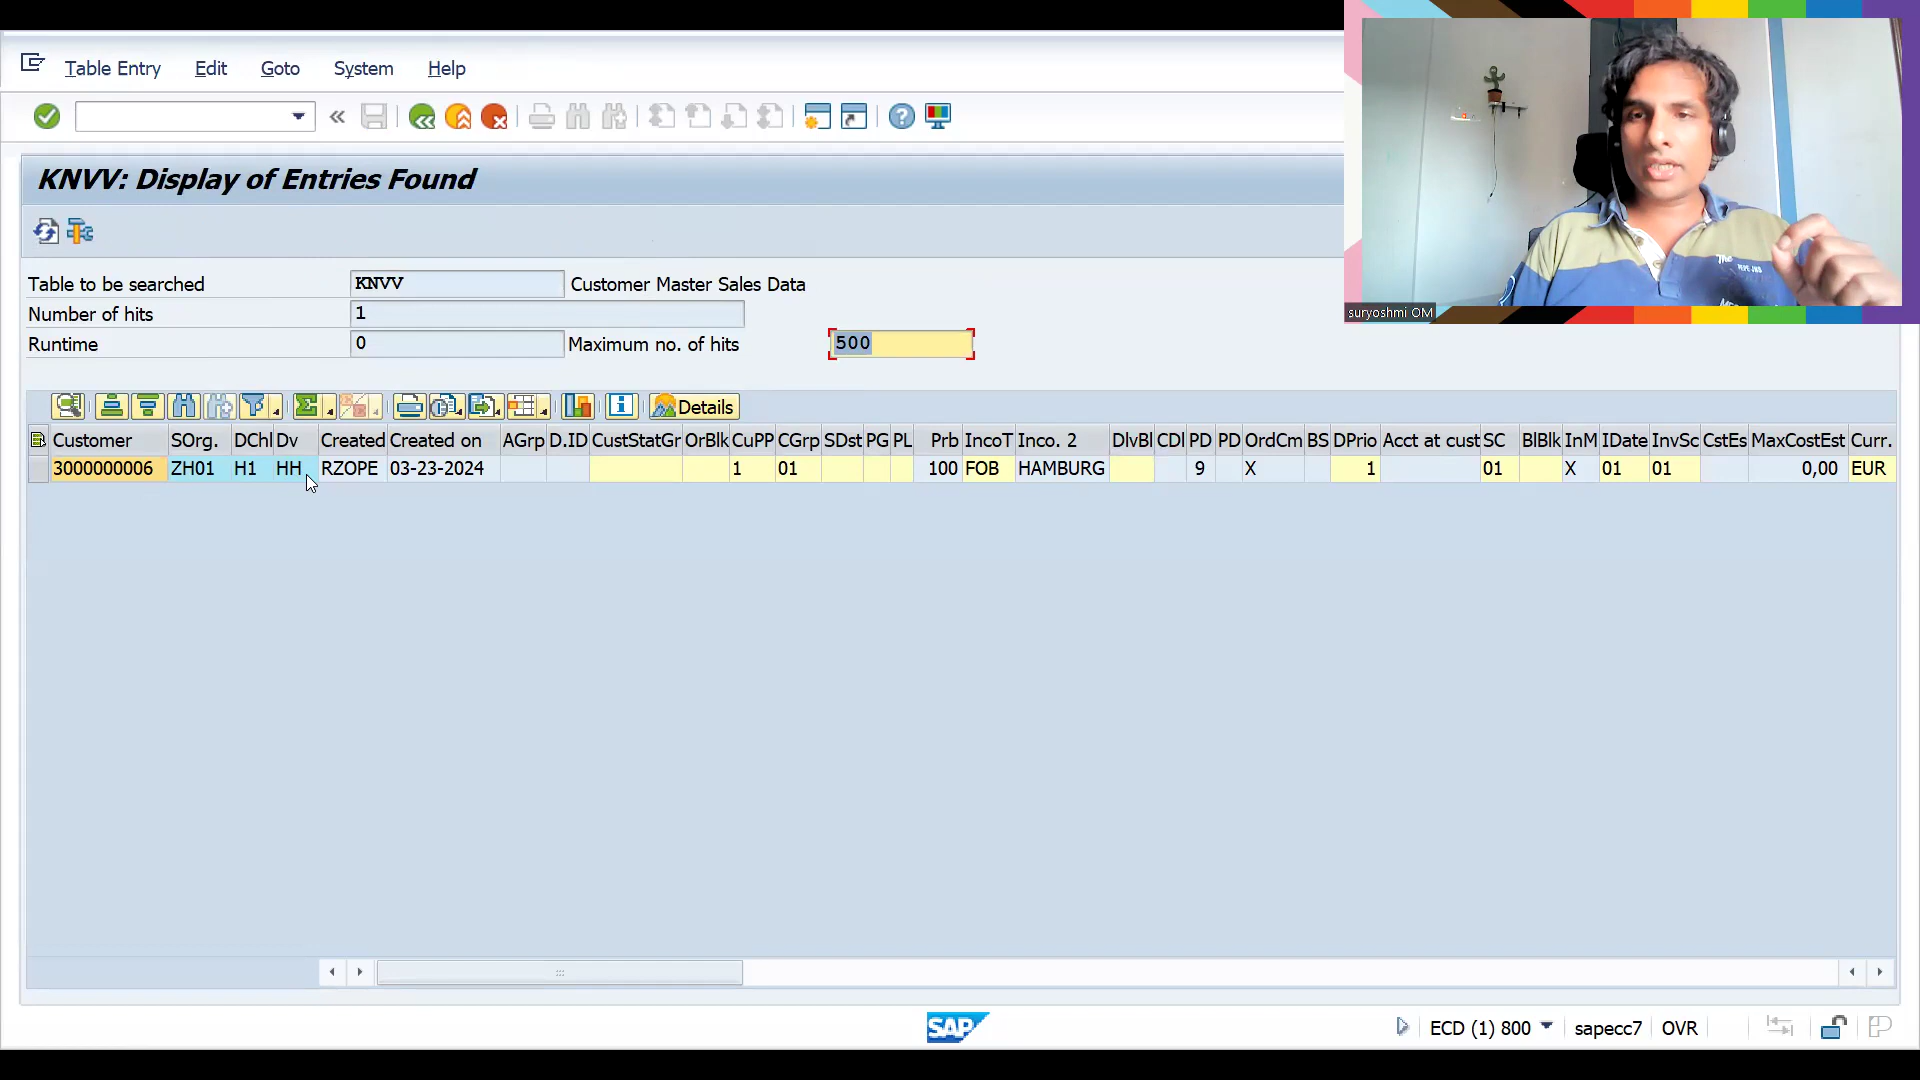 Table Entry Edit Goto System Help
KNVV: Display of Entries Found
Table to be searched KNVV Customer Master Sales Data
Number of hits 1
Runtime 0 Maximum no. of hits 500
Details
Customer SOrg. DChl Dv Created Created on AGrp D.ID CustStatGr OrBlk CuPP CGrp SDst PG PL Prb IncoT Inco. 2 DlvBl CDl PD PD OrdCm BS DPrio Acct at cust SC BlBlk InM IDate InvSc CstEs MaxCostEst Curr.
3000000006 ZH01 H1 HH RZOPE 03-23-2024 1 01 100 FOB HAMBURG 9 X 1 01 X 01 01 0,00 EUR
suryoshmi OM
SAP ECD (1) 800 sapecc7 OVR